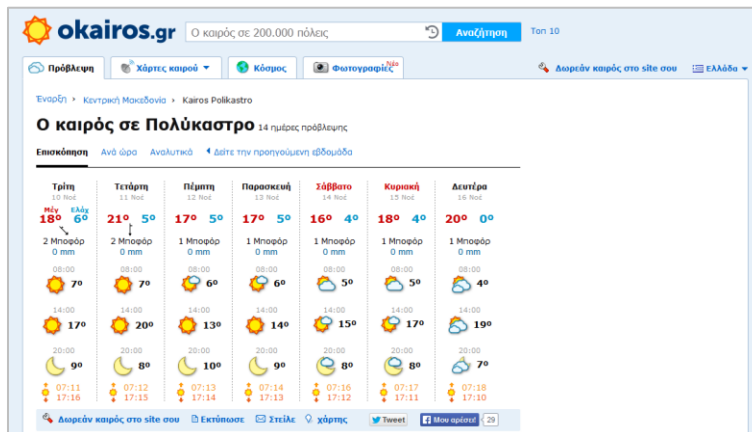 okairos.gr Ο καιρός σε 200.000 πόλεις Αναζήτηση Τοπ 10
Πρόβλεψη Χάρτες καιρού Κόσμος Φωτογραφίες Νέο Δωρεάν καιρός στο site σου Ελλάδα
Έναρξη › Κεντρική Μακεδονία › Kairos Polikastro
Ο καιρός σε Πολύκαστρο 14 ημέρες πρόβλεψης
Επισκόπηση Ανά ώρα Αναλυτικά Δείτε την προηγούμενη εβδομάδα
Τρίτη Τετάρτη Πέμπτη Παρασκευή Σάββατο Κυριακή Δευτέρα
10 Νοέ 11 Νοέ 12 Νοέ 13 Νοέ 14 Νοέ 15 Νοέ 16 Νοέ
Μέγ Ελάχ
18° 6° 21° 5° 17° 5° 17° 5° 16° 4° 18° 4° 20° 0°
2 Μποφόρ 2 Μποφόρ 1 Μποφόρ 1 Μποφόρ 1 Μποφόρ 1 Μποφόρ 1 Μποφόρ
0 mm 0 mm 0 mm 0 mm 0 mm 0 mm 0 mm
08:00 08:00 08:00 08:00 08:00 08:00 08:00
7° 7° 6° 6° 5° 5° 4°
14:00 14:00 14:00 14:00 14:00 14:00 14:00
17° 20° 13° 14° 15° 17° 19°
20:00 20:00 20:00 20:00 20:00 20:00 20:00
9° 8° 10° 9° 8° 8° 7°
07:11 07:12 07:13 07:14 07:16 07:17 07:18
17:16 17:15 17:14 17:13 17:12 17:11 17:10
Δωρεάν καιρός στο site σου Εκτύπωσε Στείλε χάρτης Tweet Μου αρέσει! 29